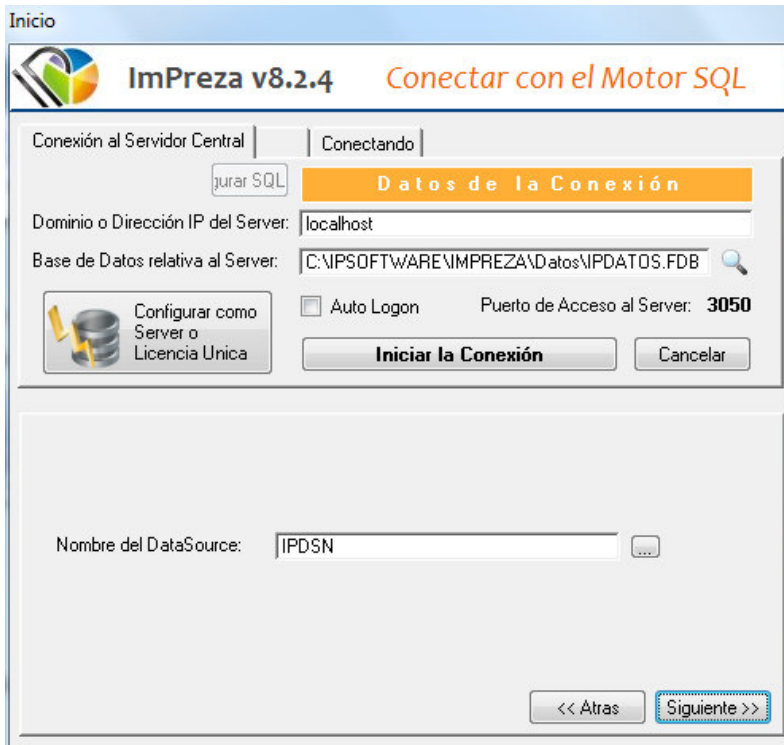 Inicio
ImPreza v8.2.4 Conectar con el Motor SQL
Conexión al Servidor Central Conectando
gurar SQL Datos de la Conexión
Dominio o Dirección IP del Server: localhost
Base de Datos relativa al Server: C:\IPSOFTWARE\IMPREZA\Datos\IPDATOS.FDB
Configurar como
Server o
Licencia Unica
Auto Logon Puerto de Acceso al Server: 3050
Iniciar la Conexión Cancelar
Nombre del DataSource: IPDSN ...
<< Atras Siguiente >>